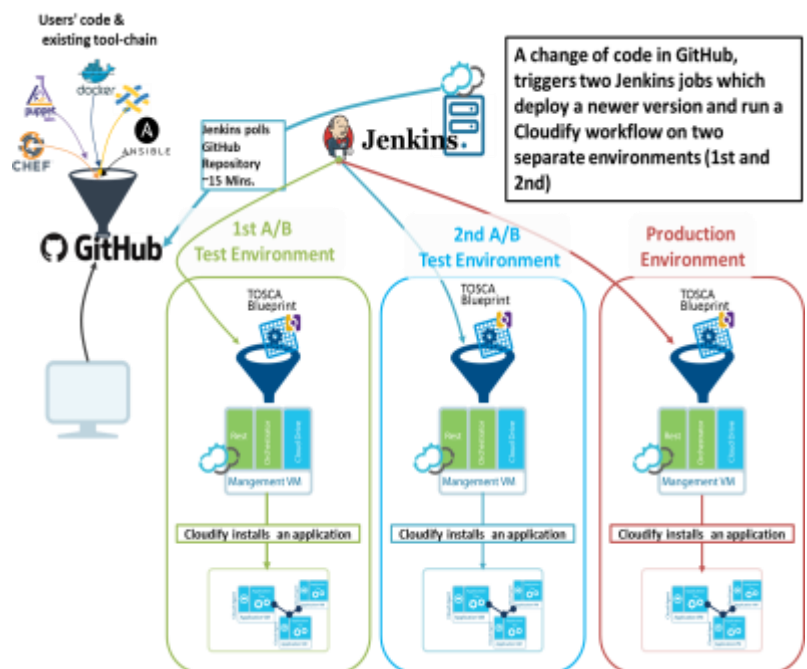 Users' code &
existing tool-chain
docker
puppet
labs
CHEF
ANSIBLE
GitHub
Jenkins polls
GitHub
Repository
~15 Mins.
Jenkins
A change of code in GitHub,
triggers two Jenkins jobs which
deploy a newer version and run a
Cloudify workflow on two
separate environments (1st and
2nd)
1st A/B
Test Environment
TOSCA
Blueprint
Rest
Orchestrator
Cloud Drive
Mangement VM
Cloudify installs an application
2nd A/B
Test Environment
TOSCA
Blueprint
Rest
Orchestrator
Cloud Drive
Mangement VM
Cloudify installs an application
Production
Environment
TOSCA
Blueprint
Rest
Orchestrator
Cloud Drive
Mangement VM
Cloudify installs an application